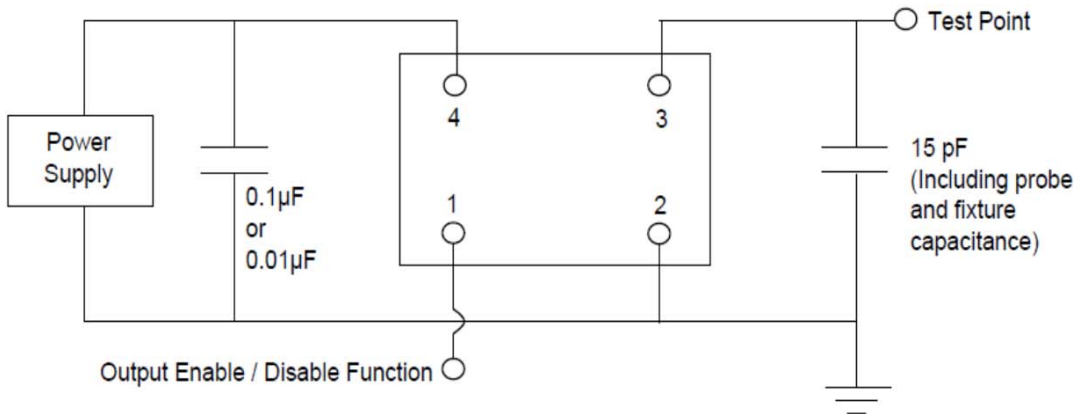 Test Point
4
3
Power
Supply
15 pF
(Including probe
and fixture
capacitance)
0.1µF
or
0.01µF
1
2
Output Enable / Disable Function